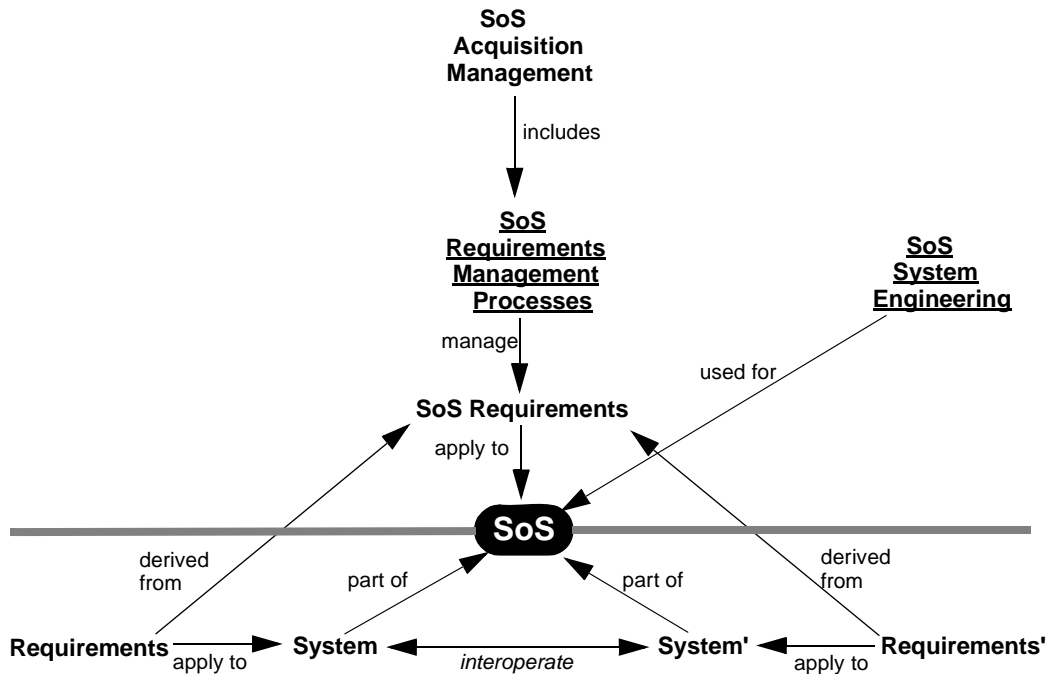 SoS
Acquisition
Management
includes
SoS
Requirements
Management
Processes
SoS
System
Engineering
manage
used for
SoS Requirements
apply to
SoS
derived
from
part of
part of
derived
from
Requirements
apply to
System
interoperate
System'
apply to
Requirements'